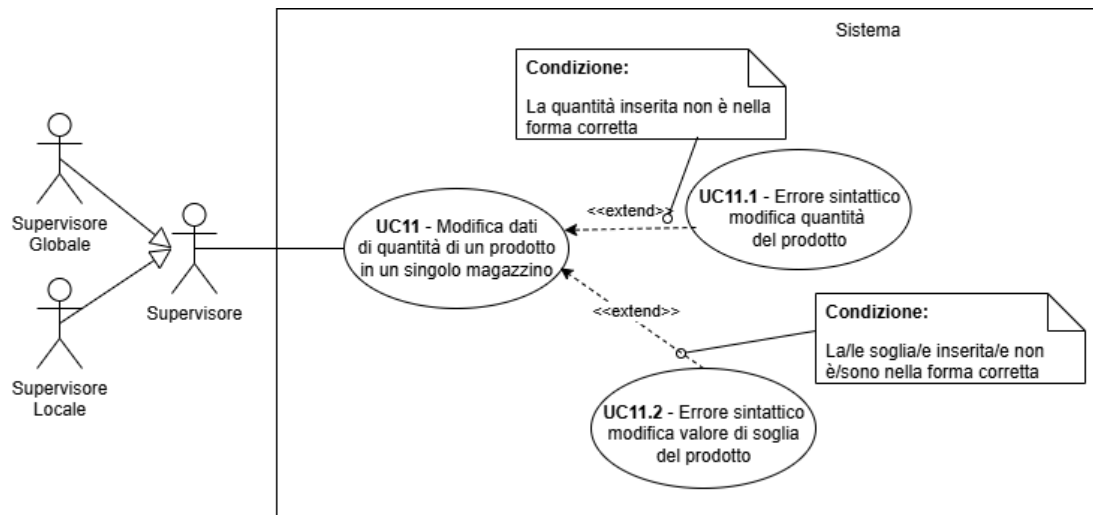 Sistema
Condizione:
La quantità inserita non è nella
forma corretta
UC11.1 - Errore sintattico
modifica quantità
del prodotto
<<extend>>
Supervisore
Globale
UC11 - Modifica dati
di quantità di un prodotto
in un singolo magazzino
Supervisore
<<extend>>
Condizione:
La/le soglia/e inserita/e non
è/sono nella forma corretta
Supervisore
Locale
UC11.2 - Errore sintattico
modifica valore di soglia
del prodotto